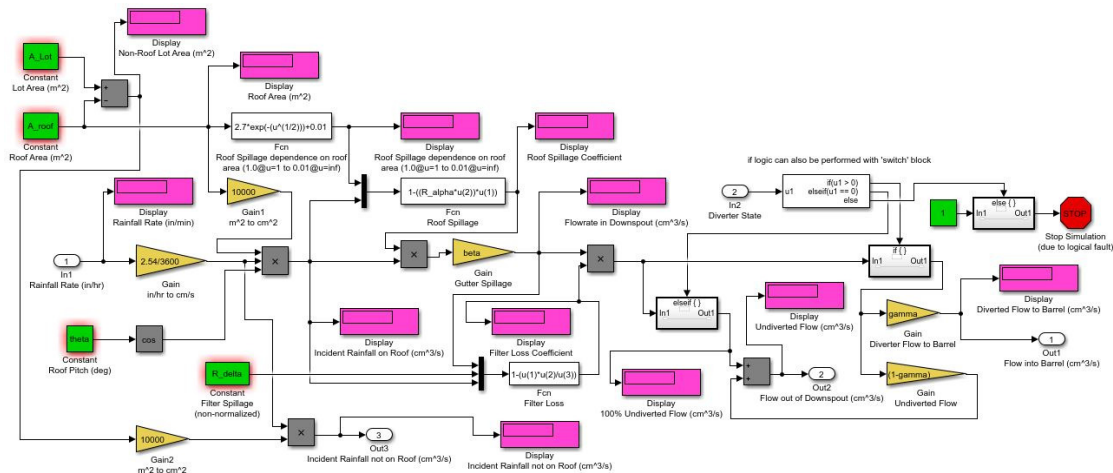 Display
Non-Roof Lot Area (m^2)
A_Lot
Constant
Lot Area (m^2)
+
−
Display
Roof Area (m^2)
A_roof
Constant
Roof Area (m^2)
2.7*exp(-(u^(1/2)))+0.01
Fcn
Roof Spillage dependence on roof
area (1.0@u=1 to 0.01@u=inf)
Display
Roof Spillage dependence on roof
area (1.0@u=1 to 0.01@u=inf)
Display
Roof Spillage Coefficient
if logic can also be performed with 'switch' block
2
In2
Diverter State
u1
if(u1 > 0)
elseif(u1 == 0)
else
else { }
In1
Out1
1
STOP
Stop Simulation
(due to logical fault)
Display
Rainfall Rate (in/min)
10000
Gain1
m^2 to cm^2
1-((R_alpha*u(2))*u(1))
Fcn
Roof Spillage
Display
Flowrate in Downspout (cm^3/s)
1
In1
Rainfall Rate (in/hr)
2.54/3600
Gain
in/hr to cm/s
×
×
beta
Gain
Gutter Spillage
×
if { }
In1
Out1
elseif { }
In1
Out1
Display
Undiverted Flow (cm^3/s)
gamma
Gain
Diverter Flow to Barrel
Display
Diverted Flow to Barrel (cm^3/s)
1
Out1
Flow into Barrel (cm^3/s)
theta
Constant
Roof Pitch (deg)
cos
Display
Incident Rainfall on Roof (cm^3/s)
Display
Filter Loss Coefficient
R_delta
Constant
Filter Spillage
(non-normalized)
1-(u(1)*u(2)/u(3))
Fcn
Filter Loss
Display
100% Undiverted Flow (cm^3/s)
+
+
2
Out2
Flow out of Downspout (cm^3/s)
(1-gamma)
Gain
Undiverted Flow
10000
Gain2
m^2 to cm^2
×
3
Out3
Incident Rainfall not on Roof (cm^3/s)
Display
Incident Rainfall not on Roof (cm^3/s)